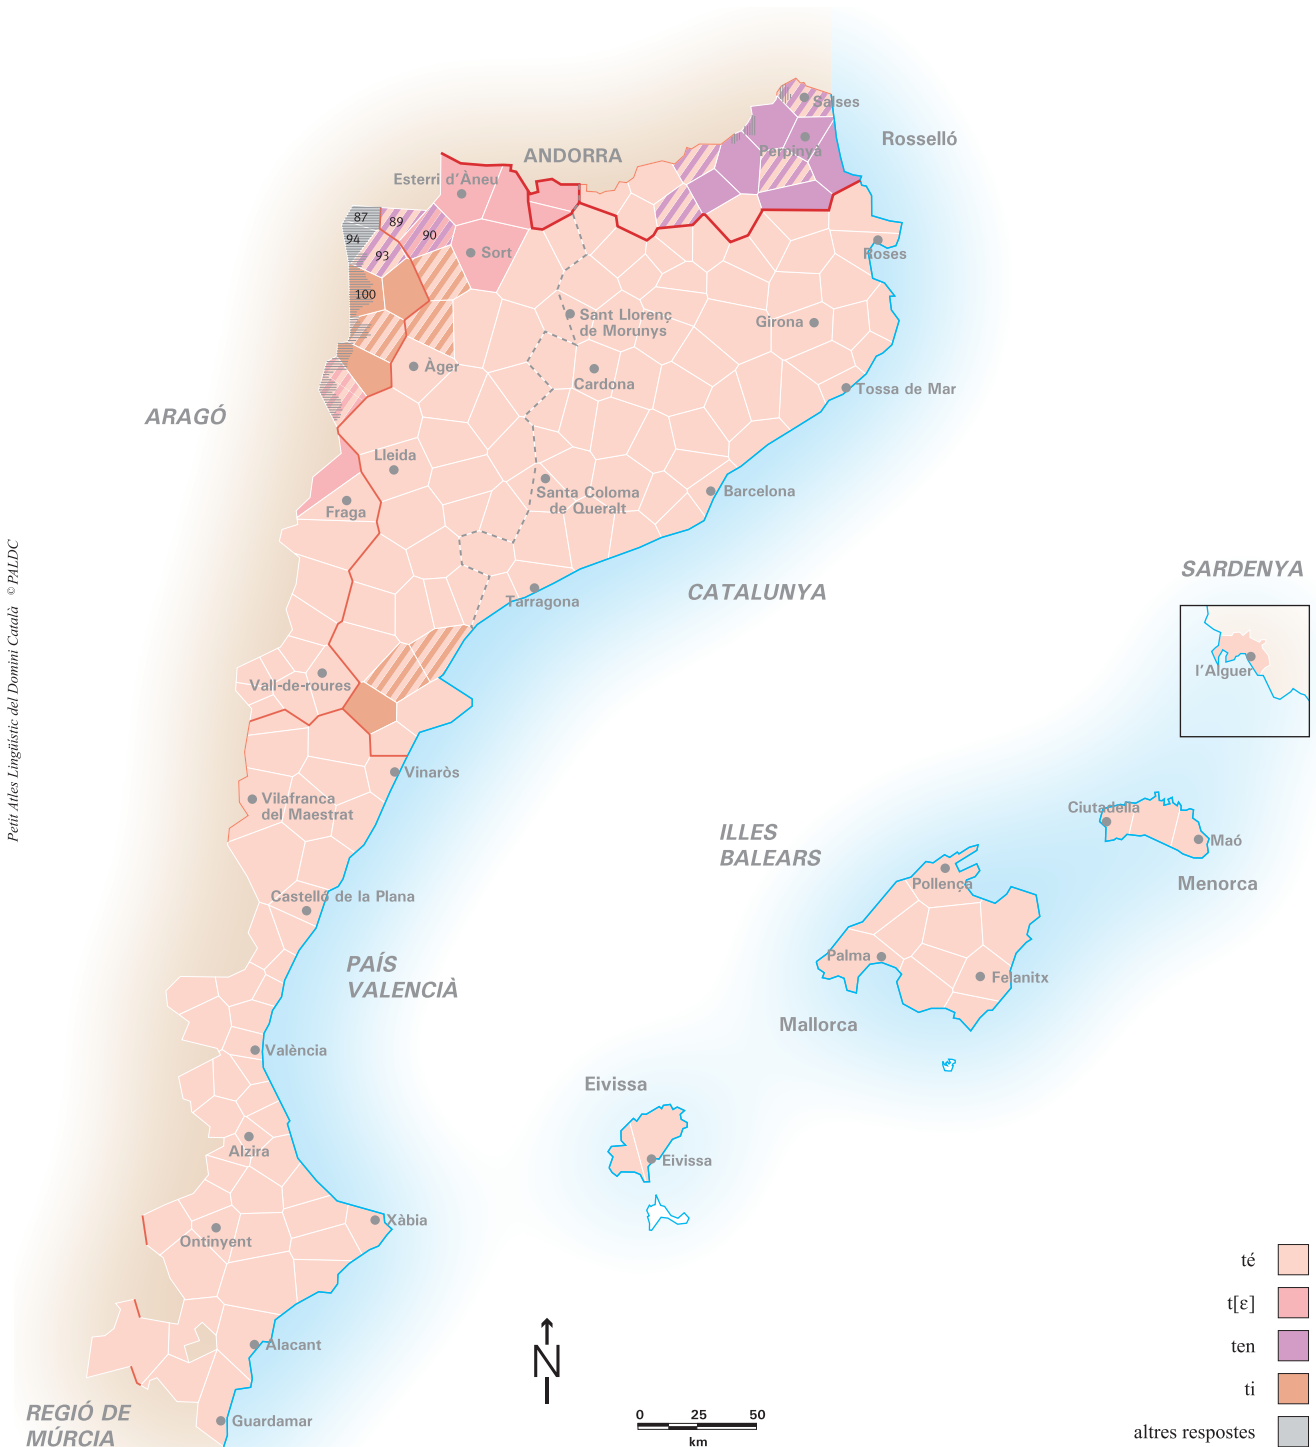 Salses
Rosselló
Perpinyà
ANDORRA
Esterri d'Àneu
87
89
94
90
93
Sort
Roses
100
Sant Llorenç
de Morunys
Girona
Àger
Cardona
Tossa de Mar
ARAGÓ
Lleida
Santa Coloma
de Queralt
Barcelona
Fraga
SARDENYA
CATALUNYA
Tarragona
l'Alguer
Vall-de-roures
Vinaròs
Vilafranca
del Maestrat
Ciutadella
Maó
ILLES
BALEARS
Menorca
Pollença
Castelló de la Plana
PAÍS
VALENCIÀ
Palma
Felanitx
Mallorca
València
Eivissa
Alzira
Eivissa
Xàbia
Ontinyent
Alacant
REGIÓ DE
MÚRCIA
Guardamar
N
0 25 50
km
té
t[ɛ]
ten
ti
altres respostes
Petit Atles Lingüístic del Domini Català © PALDC